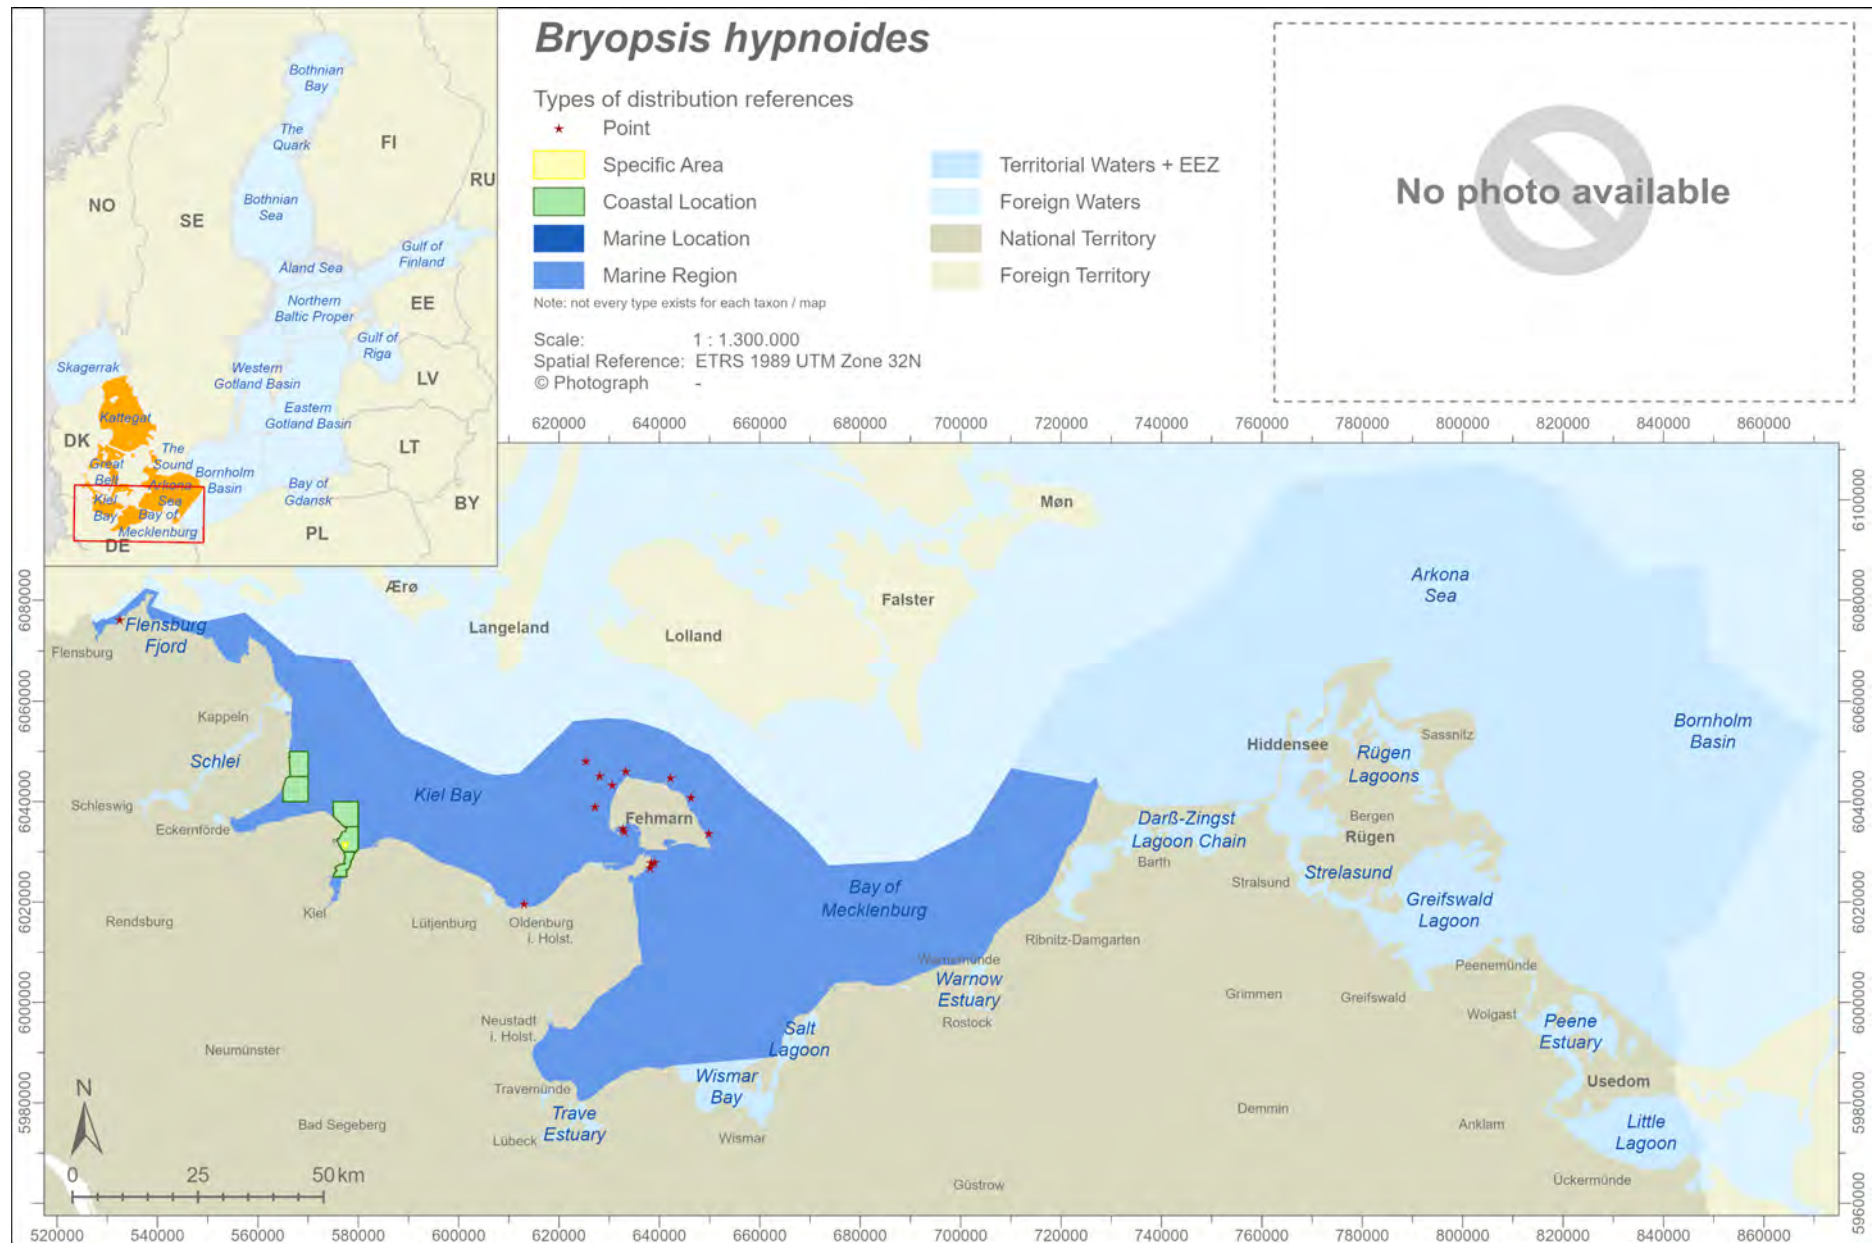 Bryopsis hypnoides
Types of distribution references
Point
Specific Area
Coastal Location
Marine Location
Marine Region
Territorial Waters + EEZ
Foreign Waters
National Territory
Foreign Territory
Note: not every type exists for each taxon / map
Scale: 1 : 1.300.000
Spatial Reference: ETRS 1989 UTM Zone 32N
© Photograph -
No photo available
Bothnian
Bay
The
Quark
FI
RU
NO
SE
Bothnian
Sea
Gulf of
Finland
Åland Sea
Northern
Baltic Proper
EE
Gulf of
Riga
Skagerrak
Western
Gotland Basin
LV
Kattegat
Eastern
Gotland Basin
DK
The
Sound
LT
Great
Belt
Arkona
Sea
Bornholm
Basin
Bay of
Gdansk
Kiel
Bay
Bay of
Mecklenburg
BY
PL
DE
620000 640000 660000 680000 700000 720000 740000 760000 780000 800000 820000 840000 860000
6100000
6080000
6060000
6040000
6020000
6000000
5980000
5960000
Møn
Ærø
Arkona
Sea
Falster
Langeland
Lolland
Flensburg
Fjord
Flensburg
Kappeln
Schlei
Bornholm
Basin
Hiddensee
Sassnitz
Rügen
Lagoons
Kiel Bay
Schleswig
Eckernförde
Fehmarn
Bergen
Rügen
Darß-Zingst
Lagoon Chain
Barth
Strelasund
Stralsund
Bay of
Mecklenburg
Greifswald
Lagoon
Rendsburg
Kiel
Lütjenburg
Oldenburg
i. Holst.
Ribnitz-Damgarten
Warnemünde
Warnow
Estuary
Rostock
Peenemünde
Grimmen
Greifswald
Wolgast
Peene
Estuary
Neustadt
i. Holst.
Salt
Lagoon
Neumünster
Wismar
Bay
Travemünde
Usedom
Trave
Estuary
Lübeck
Wismar
Bad Segeberg
Demmin
Anklam
Little
Lagoon
Güstrow
Ückermünde
N
0 25 50 km
6080000
6060000
6040000
6020000
6000000
5980000
5960000
520000 540000 560000 580000 600000 620000 640000 660000 680000 700000 720000 740000 760000 780000 800000 820000 840000 860000